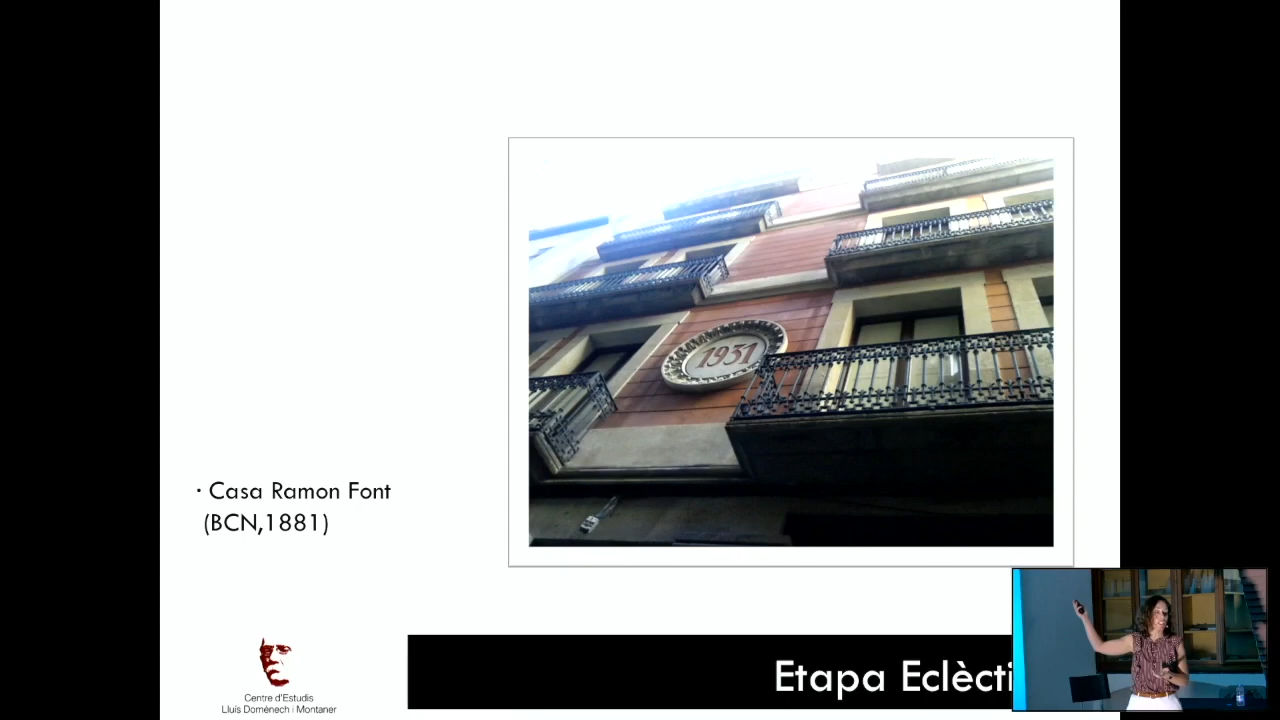 1931
· Casa Ramon Font
(BCN,1881)
Centre d'Estudis
Lluís Domènech i Montaner
Etapa Eclècti